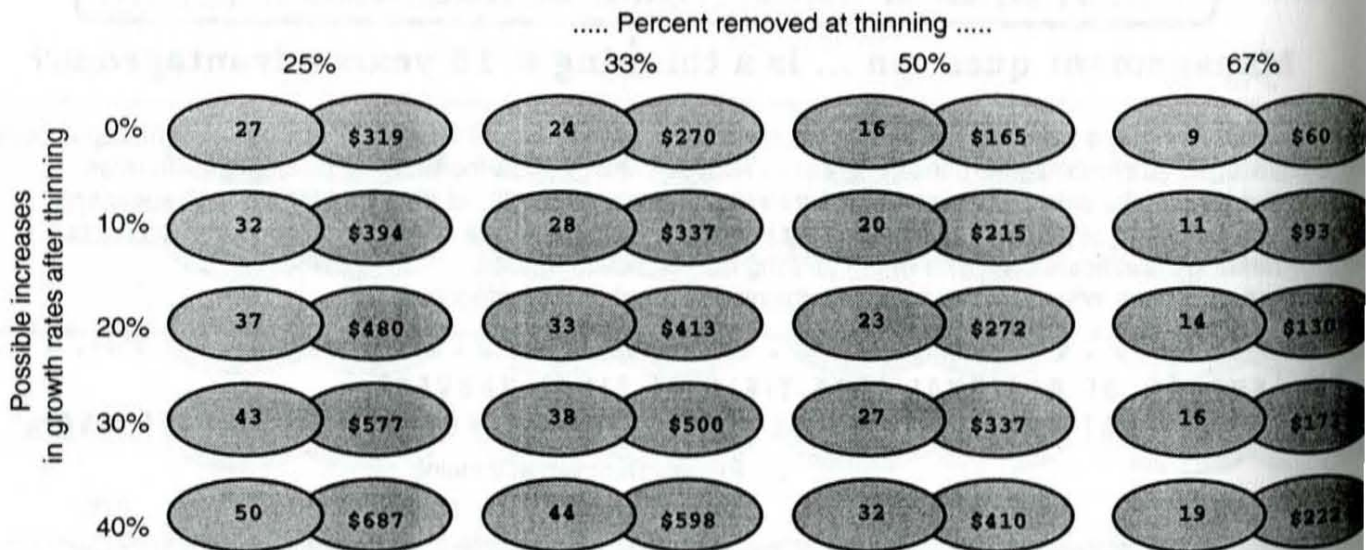 ..... Percent removed at thinning .....
25% 33% 50% 67%
Possible increases
in growth rates after thinning
0% 27 $319 24 $270 16 $165 9 $60
10% 32 $394 28 $337 20 $215 11 $93
20% 37 $480 33 $413 23 $272 14 $130
30% 43 $577 38 $500 27 $337 16
40% 50 $687 44 $598 32 $410 19 $222